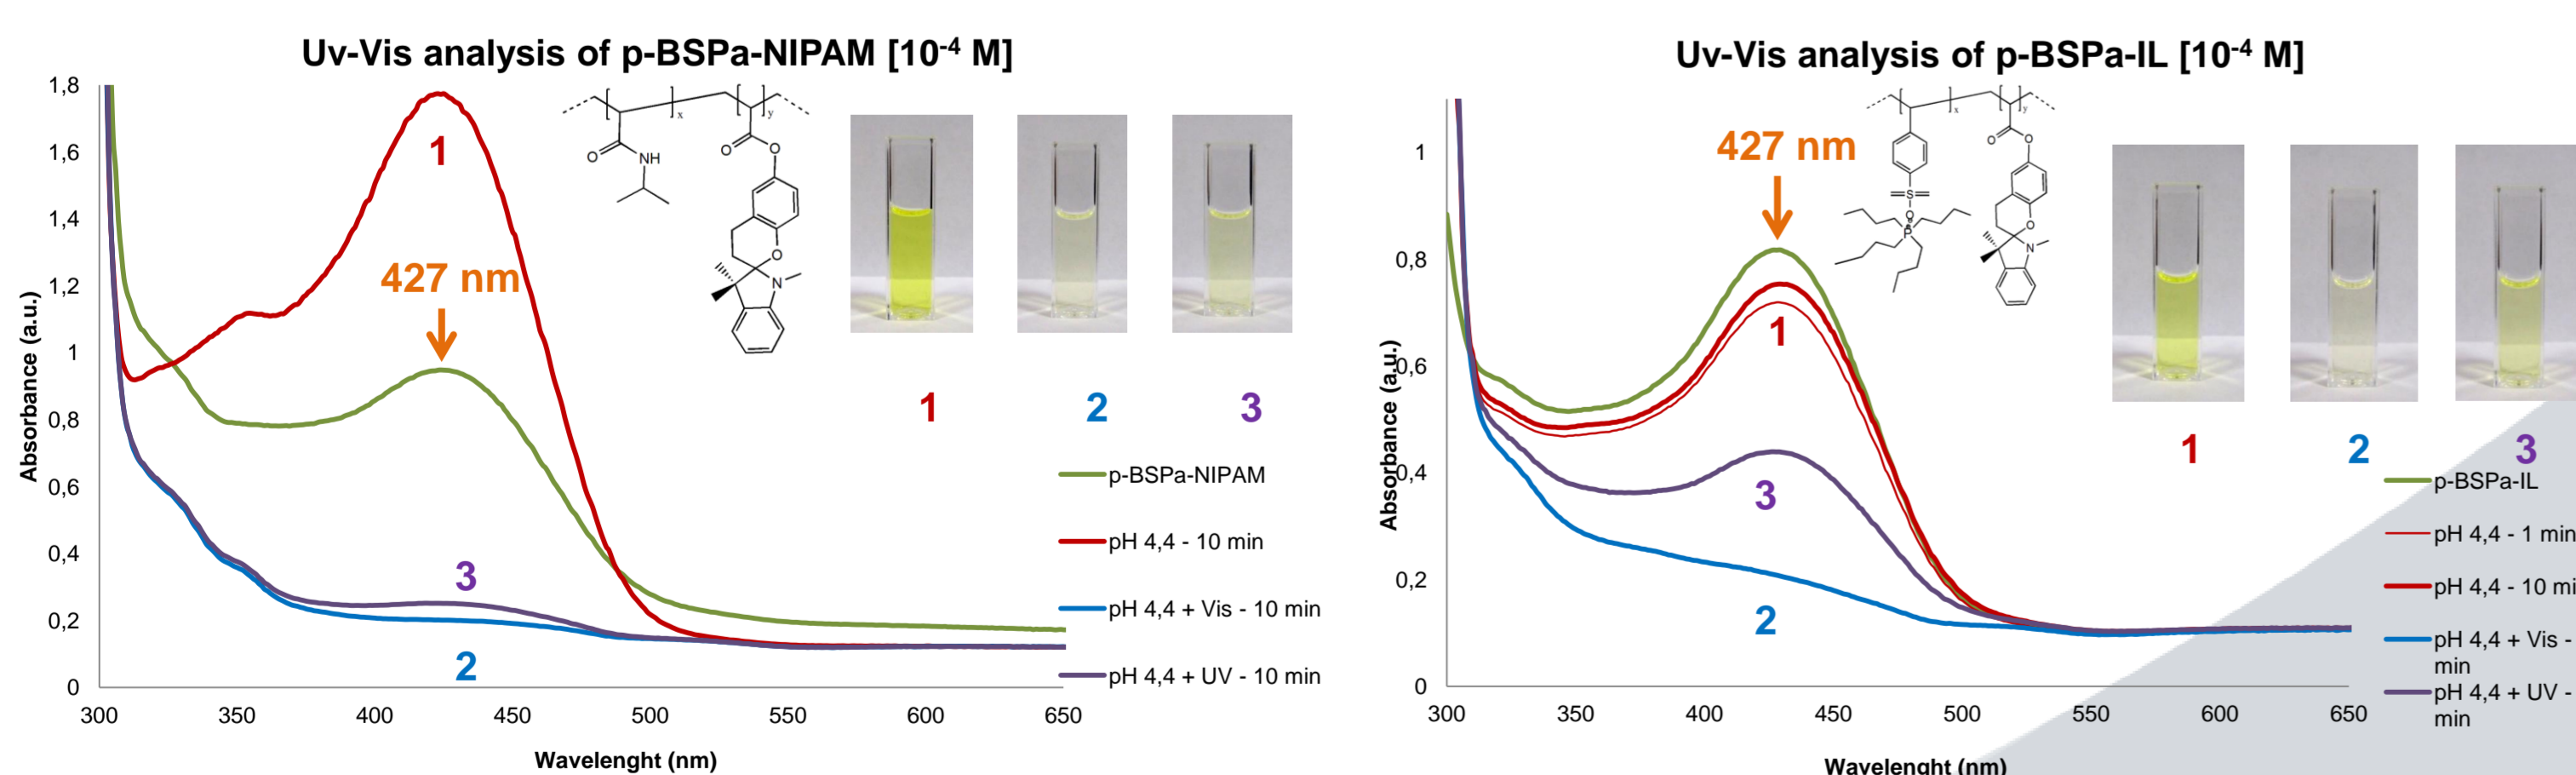 Uv-Vis analysis of p-BSPa-NIPAM [10-4 M]
1,8
1,6
1,4
1,2
1
0,8
0,6
0,4
0,2
0
Absorbance (a.u.)
300 350 400 450 500 550 600 650
Wavelenght (nm)
1
427 nm
3
2
x
y
O
NH
O
O
O
N
1 2 3
p-BSPa-NIPAM
pH 4,4 - 10 min
pH 4,4 + Vis - 10 min
pH 4,4 + UV - 10 min
Uv-Vis analysis of p-BSPa-IL [10-4 M]
1
0,8
0,6
0,4
0,2
0
Absorbance (a.u.)
300 350 400 450 500 550 600 650
Wavelenght (nm)
427 nm
1
3
2
x
y
O
O
S
O
P
O
N
1 2 3
p-BSPa-IL
pH 4,4 - 1 min
pH 4,4 - 10 mi
pH 4,4 + Vis -
min
pH 4,4 + UV -
min